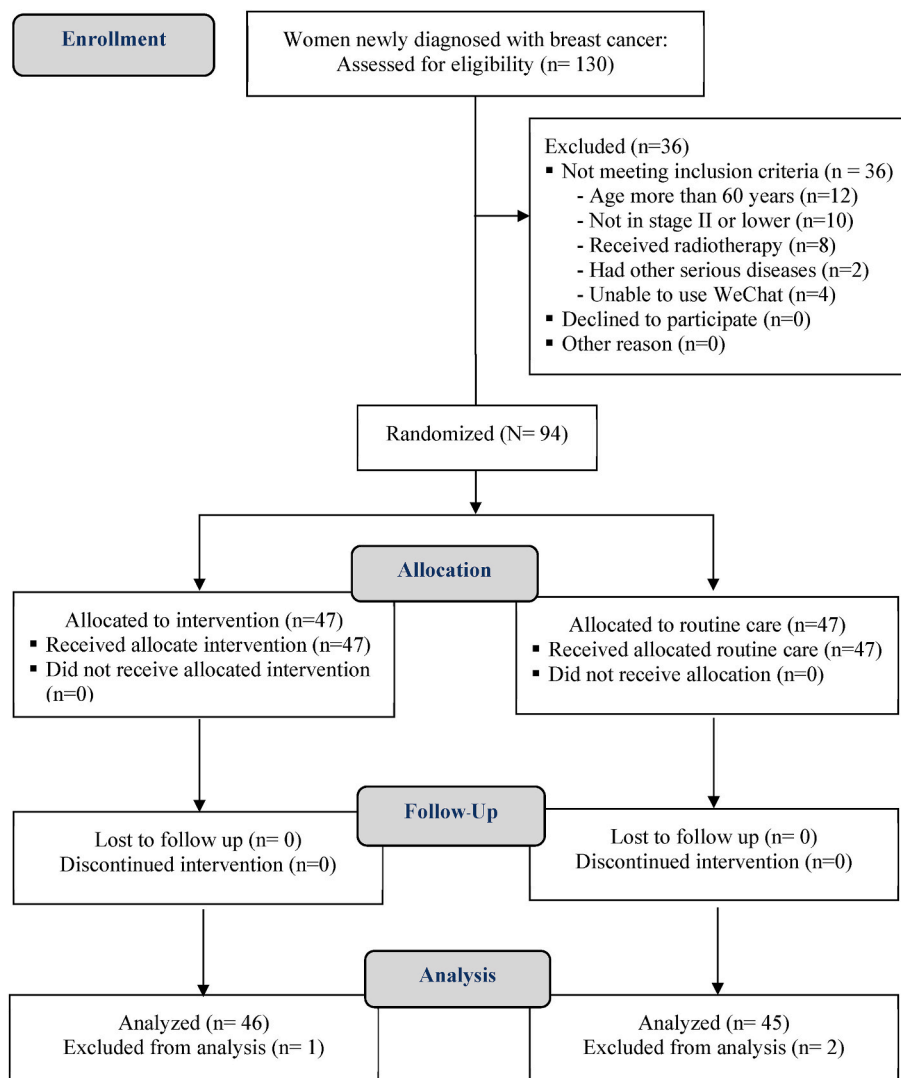 Enrollment
Women newly diagnosed with breast cancer:
Assessed for eligibility (n= 130)
Excluded (n=36)
▪ Not meeting inclusion criteria (n = 36)
- Age more than 60 years (n=12)
- Not in stage II or lower (n=10)
- Received radiotherapy (n=8)
- Had other serious diseases (n=2)
- Unable to use WeChat (n=4)
▪ Declined to participate (n=0)
▪ Other reason (n=0)
Randomized (N= 94)
Allocation
Allocated to intervention (n=47)
▪ Received allocate intervention (n=47)
▪ Did not receive allocated intervention
(n=0)
Allocated to routine care (n=47)
▪ Received allocated routine care (n=47)
▪ Did not receive allocation (n=0)
Follow-Up
Lost to follow up (n= 0)
Discontinued intervention (n=0)
Lost to follow up (n= 0)
Discontinued intervention (n=0)
Analysis
Analyzed (n= 46)
Excluded from analysis (n= 1)
Analyzed (n= 45)
Excluded from analysis (n= 2)